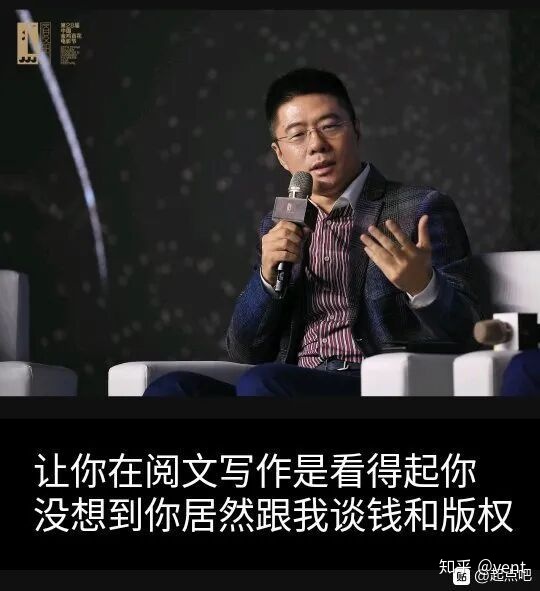 第28届
中国
金鸡百花
电影节
让你在阅文写作是看得起你
没想到你居然跟我谈钱和版权
知乎 @vent
贴 @起点吧